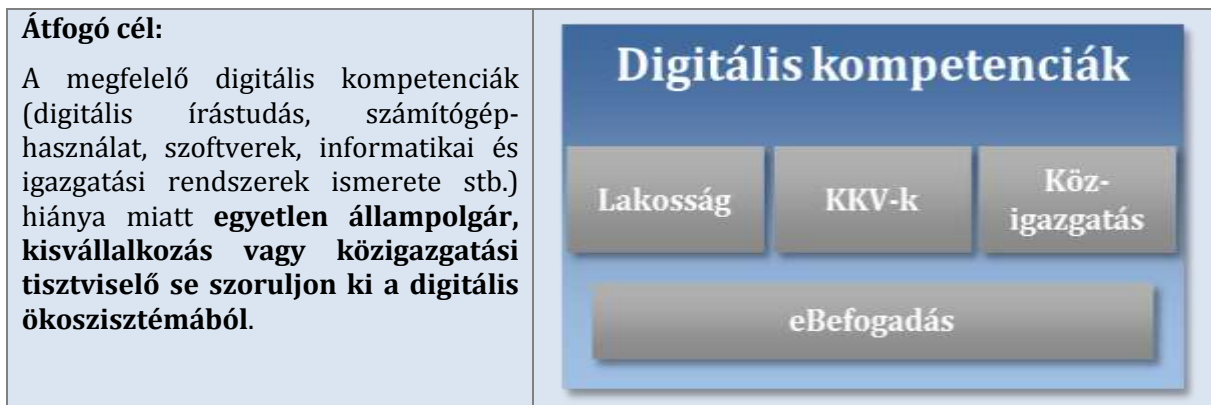 Átfogó cél:
A megfelelő digitális kompetenciák
(digitális írástudás, számítógép-
használat, szoftverek, informatikai és
igazgatási rendszerek ismerete stb.)
hiánya miatt egyetlen állampolgár,
kisvállalkozás vagy közigazgatási
tisztviselő se szoruljon ki a digitális
ökoszisztémából.
Digitális kompetenciák
Lakosság
KKV-k
Köz-
igazgatás
eBefogadás